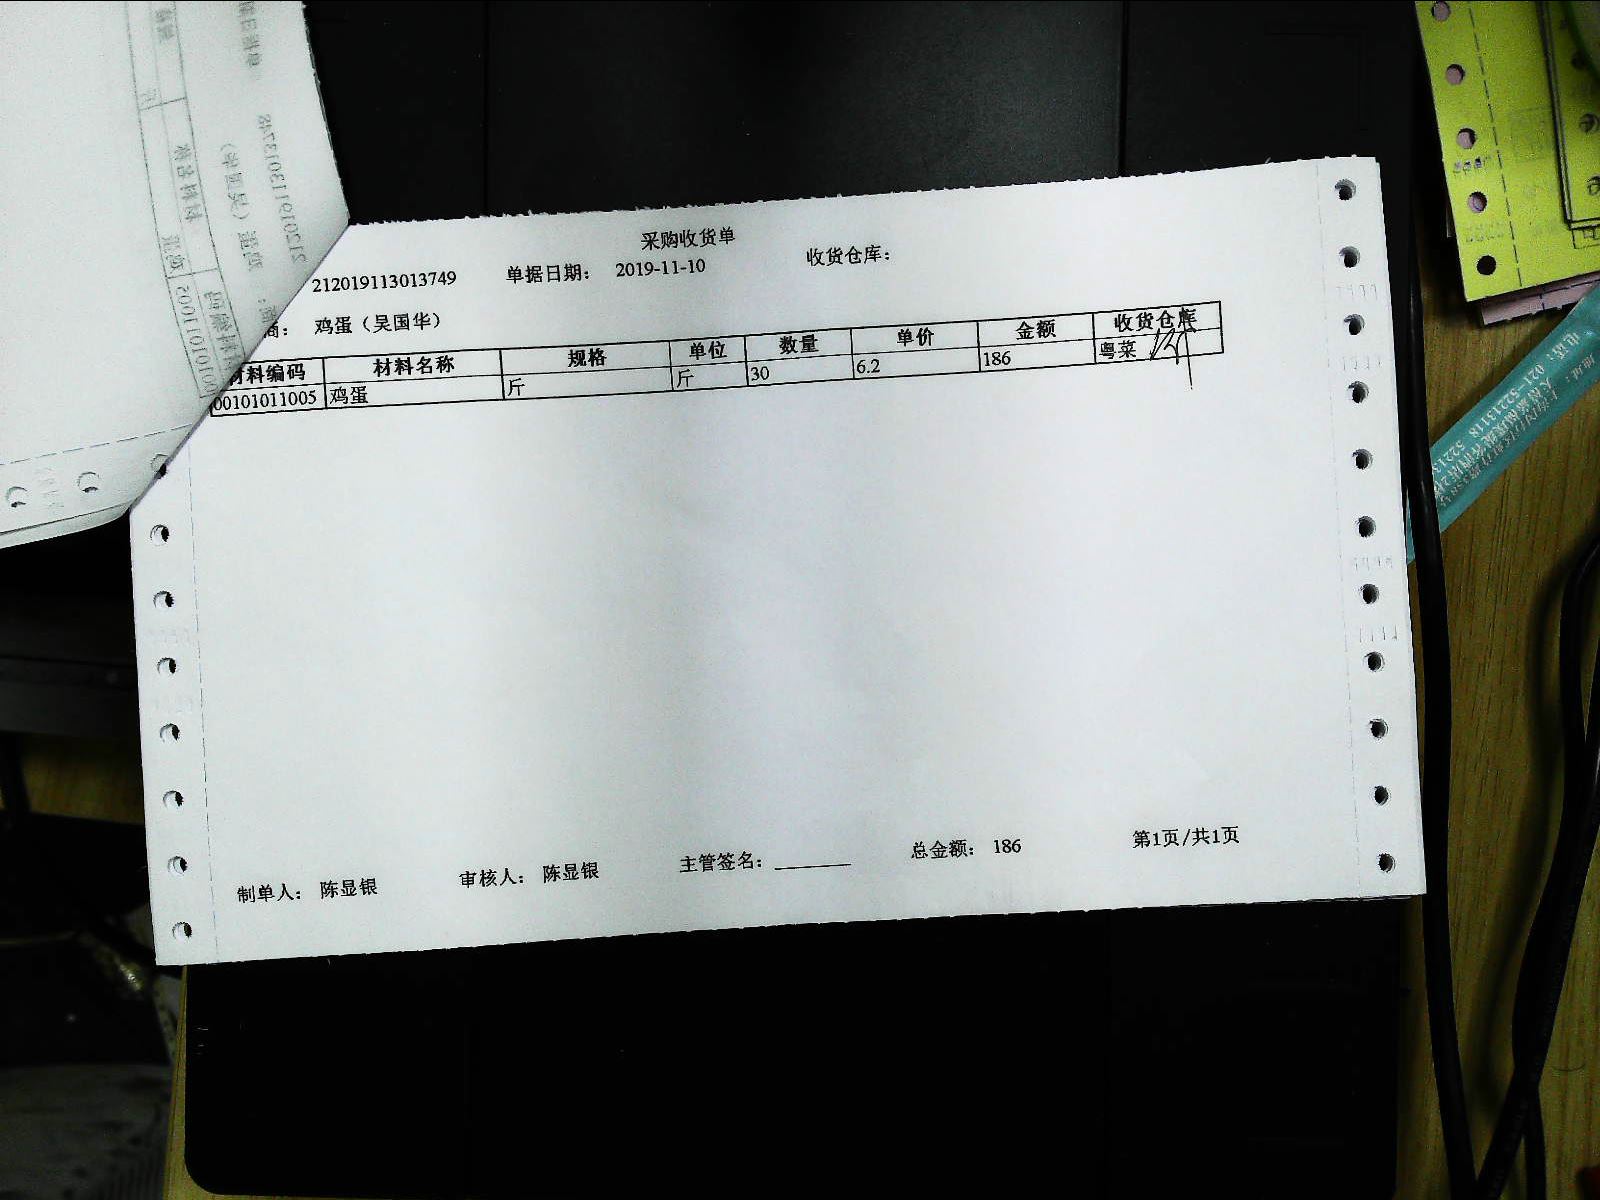 采购收货单
212019113013749 单据日期： 2019-11-10 收货仓库：
商： 鸡蛋（吴国华）
材料编码 材料名称 规格 单位 数量 单价 金额 收货仓库
00101011005 鸡蛋 斤 斤 30 6.2 186 粤菜
制单人： 陈显银 审核人： 陈显银 主管签名： 总金额： 186 第1页/共1页